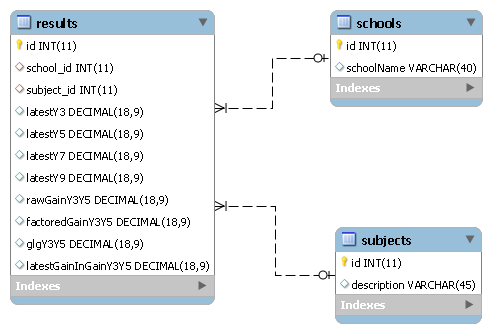 results
id INT(11)
school_id INT(11)
subject_id INT(11)
latestY3 DECIMAL(18,9)
latestY5 DECIMAL(18,9)
latestY7 DECIMAL(18,9)
latestY9 DECIMAL(18,9)
rawGainY3Y5 DECIMAL(18,9)
factoredGainY3Y5 DECIMAL(18,9)
glgY3Y5 DECIMAL(18,9)
latestGainInGainY3Y5 DECIMAL(18,9)
Indexes
schools
id INT(11)
schoolName VARCHAR(40)
Indexes
subjects
id INT(11)
description VARCHAR(45)
Indexes